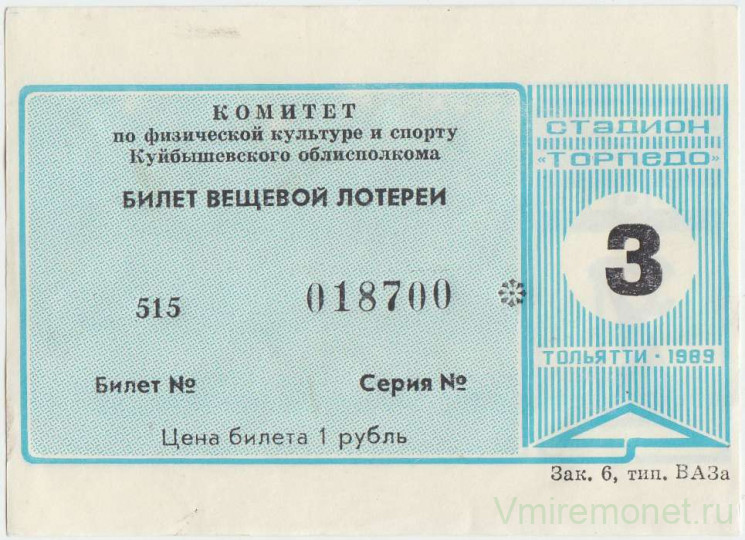 КОМИТЕТ
по физической культуре и спорту
Куйбышевского облисполкома
БИЛЕТ ВЕЩЕВОЙ ЛОТЕРЕИ
515 018700
Билет № Серия №
Цена билета 1 рубль
СТАДИОН
«ТОРПЕДО»
3
ТОЛЬЯТТИ · 1989
Зак. 6, тип. ВАЗа
Vmiremonet.ru